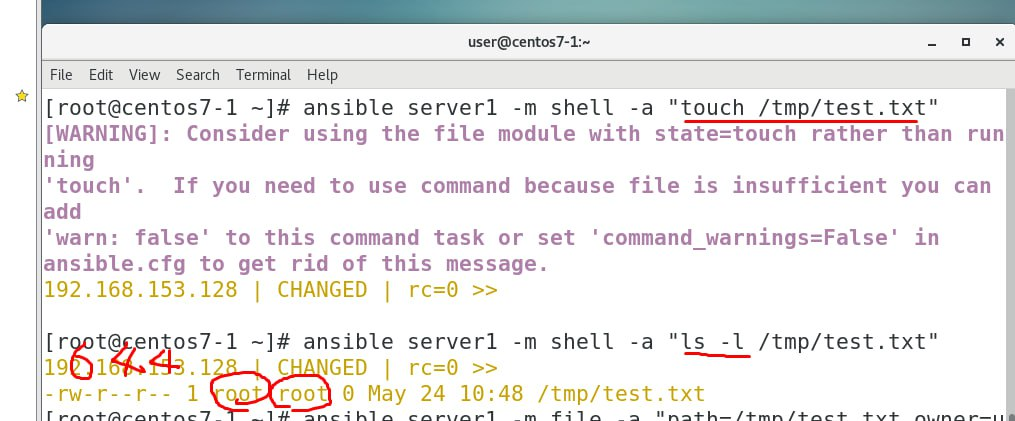 user@centos7-1:~
File Edit View Search Terminal Help
[root@centos7-1 ~]# ansible server1 -m shell -a "touch /tmp/test.txt"
[WARNING]: Consider using the file module with state=touch rather than run
ning
'touch'.  If you need to use command because file is insufficient you can
add
'warn: false' to this command task or set 'command_warnings=False' in
ansible.cfg to get rid of this message.
192.168.153.128 | CHANGED | rc=0 >>
[root@centos7-1 ~]# ansible server1 -m shell -a "ls -l /tmp/test.txt"
6 4.4
192.168.153.128 | CHANGED | rc=0 >>
-rw-r--r-- 1 root root 0 May 24 10:48 /tmp/test.txt
[root@centos7-1 ~]# ansible server1 -m file -a "path=/tmp/test.txt owner=u